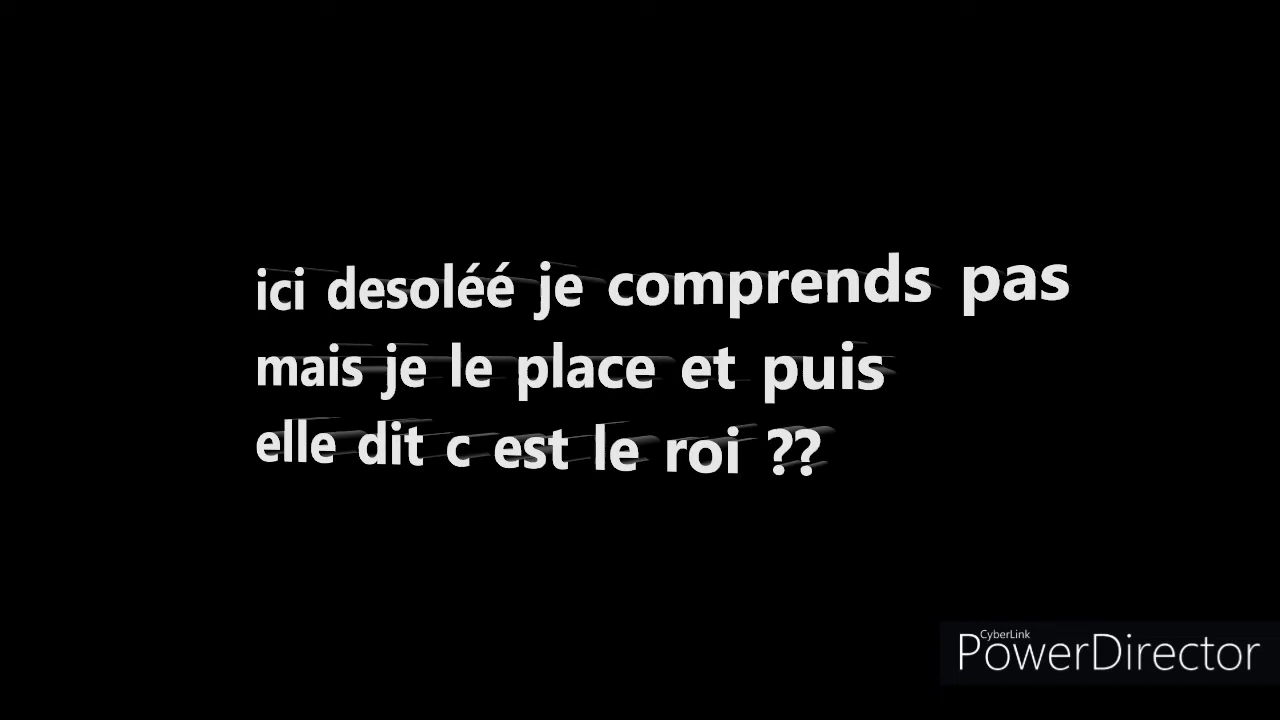 ici desoléé je comprends pas
mais je le place et puis
elle dit c est le roi ??
CyberLink
PowerDirector